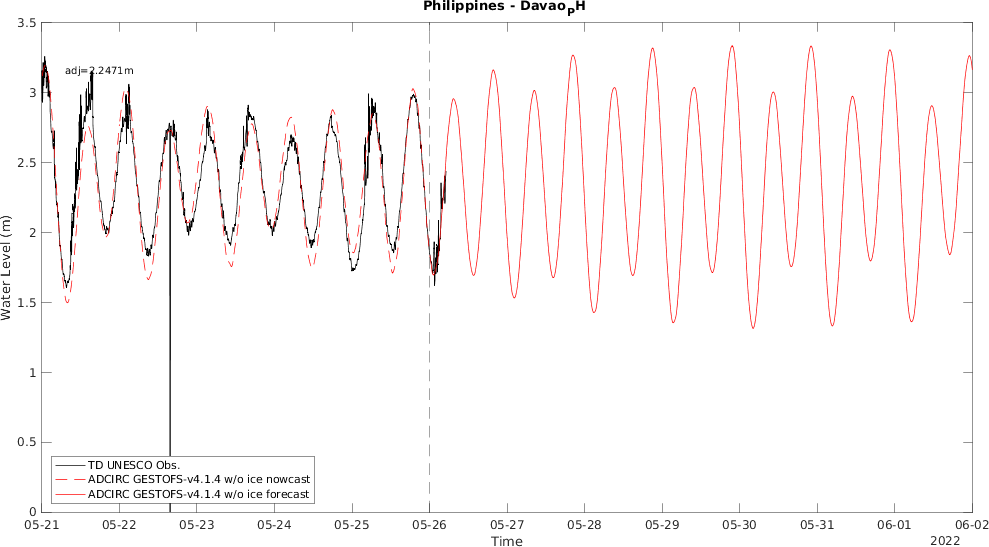 Philippines - Davao_pH
3.5
adj=2.2471m
3
2.5
2
1.5
1
0.5
0
Water Level (m)
TD UNESCO Obs.
ADCIRC GESTOFS-v4.1.4 w/o ice nowcast
ADCIRC GESTOFS-v4.1.4 w/o ice forecast
05-21 05-22 05-23 05-24 05-25 05-26 05-27 05-28 05-29 05-30 05-31 06-01 06-02
Time
2022